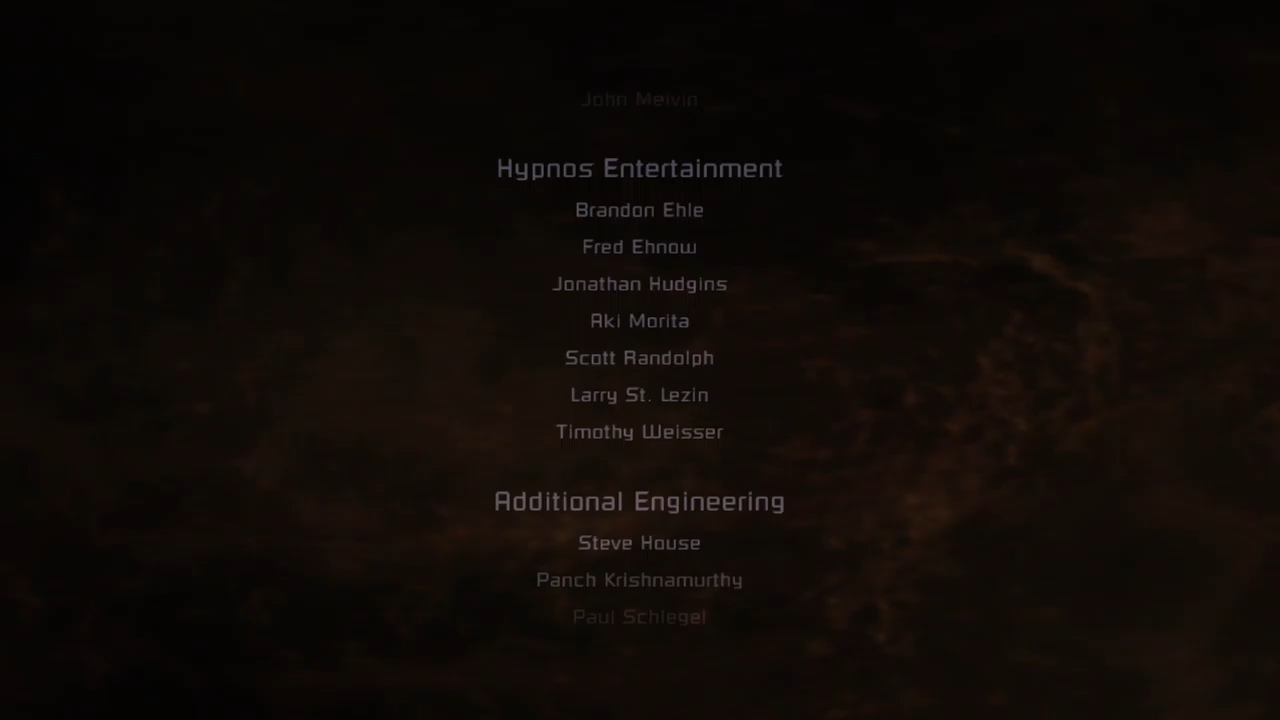 John Melvin
Hypnos Entertainment
Brandon Ehle
Fred Ehnow
Jonathan Hudgins
Aki Morita
Scott Randolph
Larry St. Lezin
Timothy Weisser
Additional Engineering
Steve House
Panch Krishnamurthy
Paul Schlegel